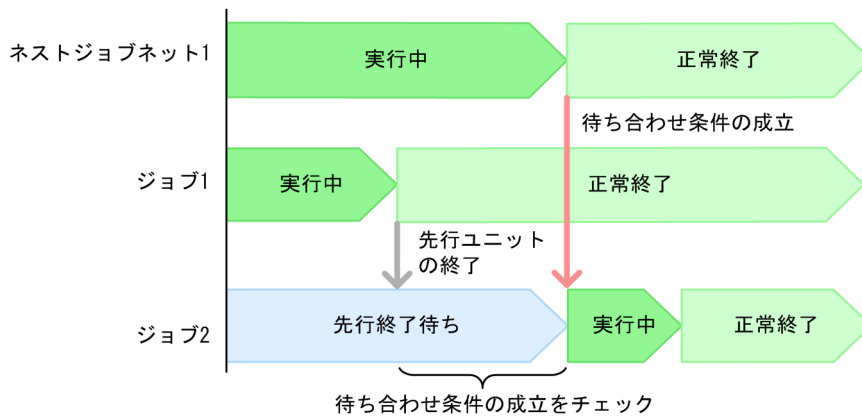 ネストジョブネット1
実行中
正常終了
待ち合わせ条件の成立
ジョブ1
実行中
正常終了
先行ユニット
の終了
ジョブ2
先行終了待ち
実行中
正常終了
待ち合わせ条件の成立をチェック